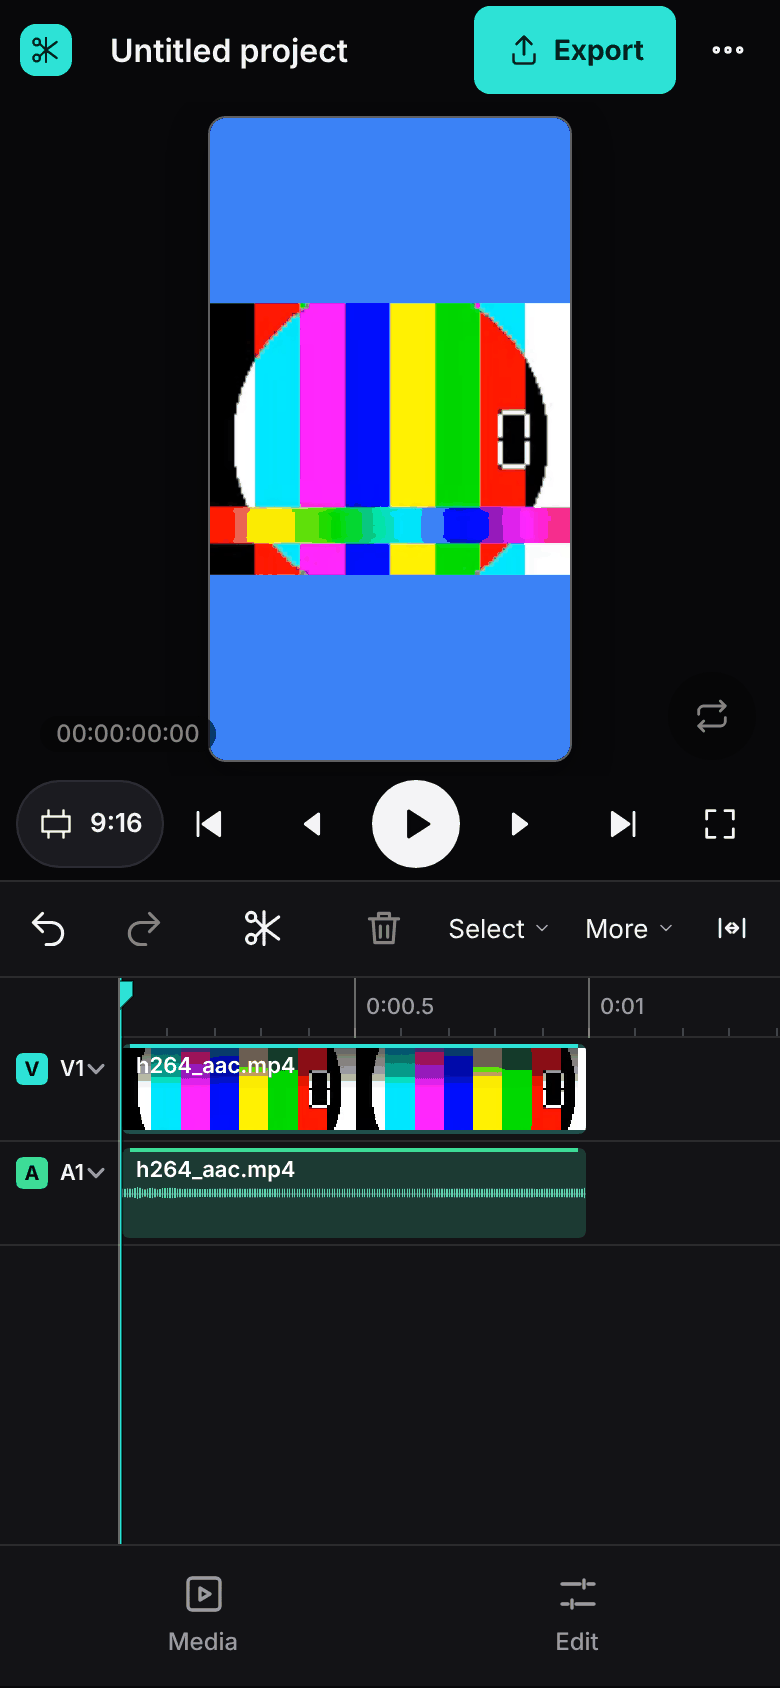 Untitled project
Export
00:00:00:00
9:16
Select
More
0:00.5
0:01
V
V1
h264_aac.mp4
A
A1
h264_aac.mp4
Media
Edit